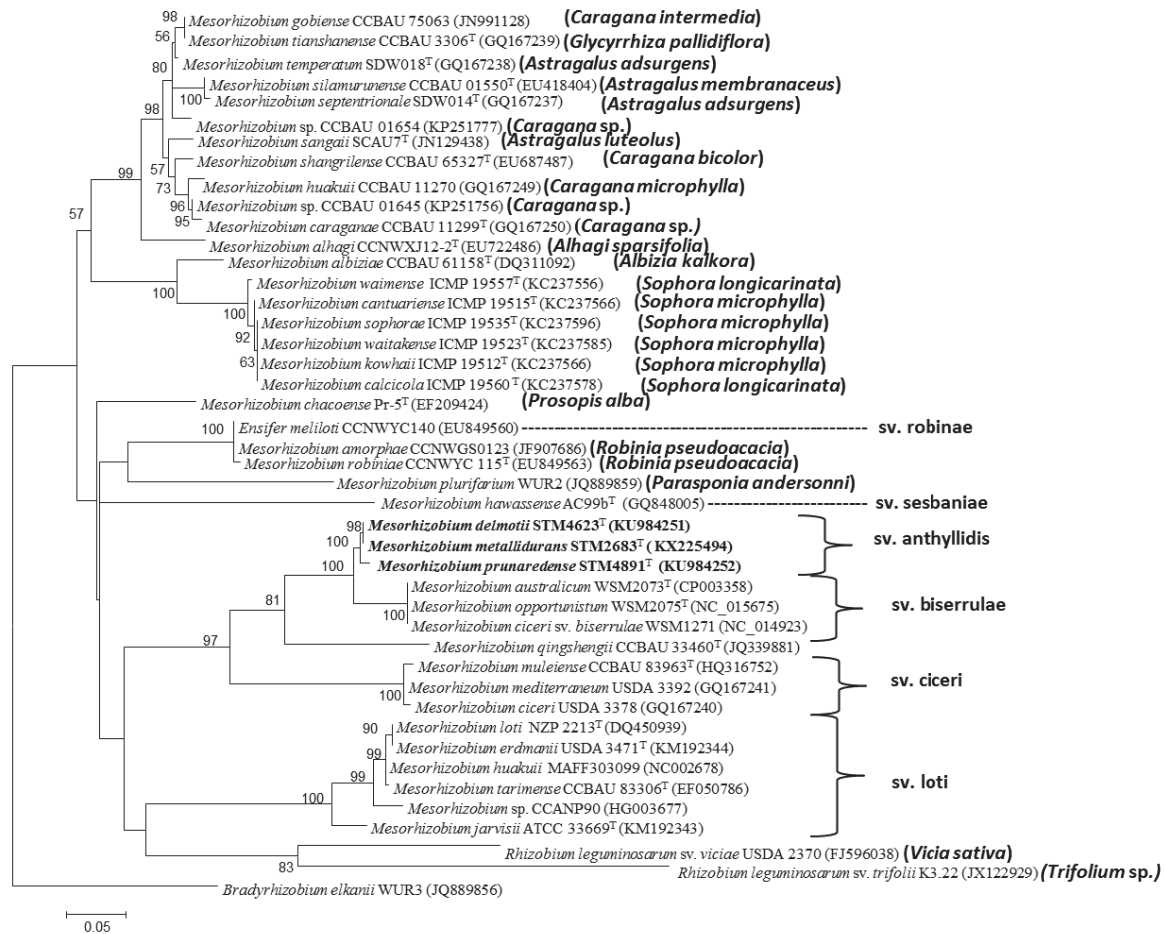 98
Mesorhizobium gobiense CCBAU 75063 (JN991128) (Caragana intermedia)
56
Mesorhizobium tianshanense CCBAU 3306T (GQ167239) (Glycyrrhiza pallidiflora)
80
Mesorhizobium temperatum SDW018T (GQ167238) (Astragalus adsurgens)
Mesorhizobium silamurunense CCBAU 01550T (EU418404) (Astragalus membranaceus)
100
Mesorhizobium septentrionale SDW014T (GQ167237) (Astragalus adsurgens)
98
Mesorhizobium sp. CCBAU 01654 (KP251777) (Caragana sp.)
Mesorhizobium sangaii SCAU7T (JN129438) (Astragalus luteolus)
57
Mesorhizobium shangrilense CCBAU 65327T (EU687487) (Caragana bicolor)
99
73
Mesorhizobium huakuii CCBAU 11270 (GQ167249) (Caragana microphylla)
96
Mesorhizobium sp. CCBAU 01645 (KP251756) (Caragana sp.)
95
Mesorhizobium caraganae CCBAU 11299T (GQ167250) (Caragana sp.)
57
Mesorhizobium alhagi CCNWXJ12-2T (EU722486) (Alhagi sparsifolia)
Mesorhizobium albiziae CCBAU 61158T (DQ311092) (Albizia kalkora)
100
Mesorhizobium waimense ICMP 19557T (KC237556) (Sophora longicarinata)
Mesorhizobium cantuariense ICMP 19515T (KC237566) (Sophora microphylla)
100
Mesorhizobium sophorae ICMP 19535T (KC237596) (Sophora microphylla)
92
Mesorhizobium waitakense ICMP 19523T (KC237585) (Sophora microphylla)
63
Mesorhizobium kowhaii ICMP 19512T (KC237566) (Sophora microphylla)
Mesorhizobium calcicola ICMP 19560T (KC237578) (Sophora longicarinata)
Mesorhizobium chacoense Pr-5T (EF209424) (Prosopis alba)
100
Ensifer meliloti CCNWYC140 (EU849560) sv. robinae
Mesorhizobium amorphae CCNWGS0123 (JF907686) (Robinia pseudoacacia)
Mesorhizobium robiniae CCNWYC 115T (EU849563) (Robinia pseudoacacia)
Mesorhizobium plurifarium WUR2 (JQ889859) (Parasponia andersonni)
Mesorhizobium hawassense AC99bT (GQ848005) sv. sesbaniae
98
Mesorhizobium delmotii STM4623T (KU984251)
100
Mesorhizobium metallidurans STM2683T (KX225494) sv. anthyllidis
100
Mesorhizobium prunaredense STM4891T (KU984252)
Mesorhizobium australicum WSM2073T (CP003358)
81
Mesorhizobium opportunistum WSM2075T (NC_015675) sv. biserrulae
100
Mesorhizobium ciceri sv. biserrulae WSM1271 (NC_014923)
97
Mesorhizobium qingshengii CCBAU 33460T (JQ339881)
Mesorhizobium muleiense CCBAU 83963T (HQ316752)
100
Mesorhizobium mediterraneum USDA 3392 (GQ167241) sv. ciceri
Mesorhizobium ciceri USDA 3378 (GQ167240)
90
Mesorhizobium loti NZP 2213T (DQ450939)
99
Mesorhizobium erdmanii USDA 3471T (KM192344)
Mesorhizobium huakuii MAFF303099 (NC002678)
99
Mesorhizobium tarimense CCBAU 83306T (EF050786) sv. loti
100
Mesorhizobium sp. CCANP90 (HG003677)
Mesorhizobium jarvisii ATCC 33669T (KM192343)
Rhizobium leguminosarum sv. viciae USDA 2370 (FJ596038) (Vicia sativa)
83
Rhizobium leguminosarum sv. trifolii K3.22 (JX122929) (Trifolium sp.)
Bradyrhizobium elkanii WUR3 (JQ889856)
0.05